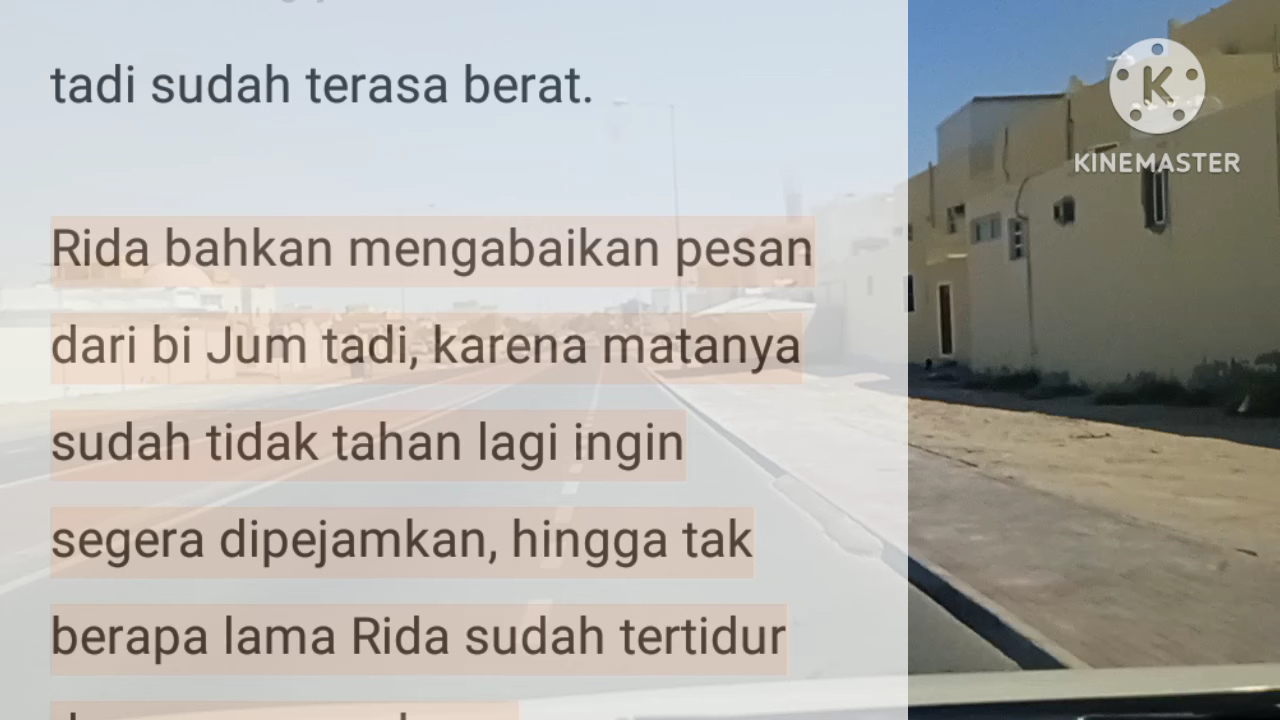 tadi sudah terasa berat.
Rida bahkan mengabaikan pesan
dari bi Jum tadi, karena matanya
sudah tidak tahan lagi ingin
segera dipejamkan, hingga tak
berapa lama Rida sudah tertidur
K
KINEMASTER